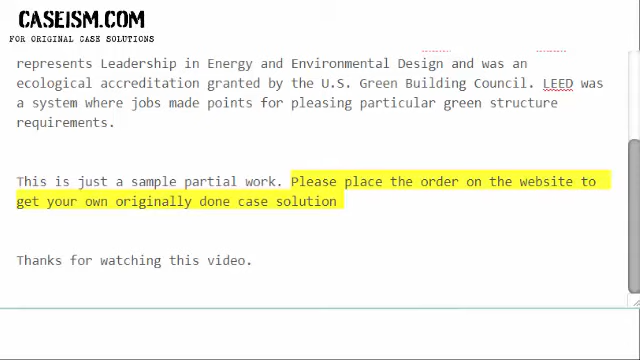 CASEISM.COM
FOR ORIGINAL CASE SOLUTIONS
represents Leadership in Energy and Environmental Design and was an
ecological accreditation granted by the U.S. Green Building Council. LEED was
a system where jobs made points for pleasing particular green structure
requirements.
This is just a sample partial work. Please place the order on the website to
get your own originally done case solution
Thanks for watching this video.